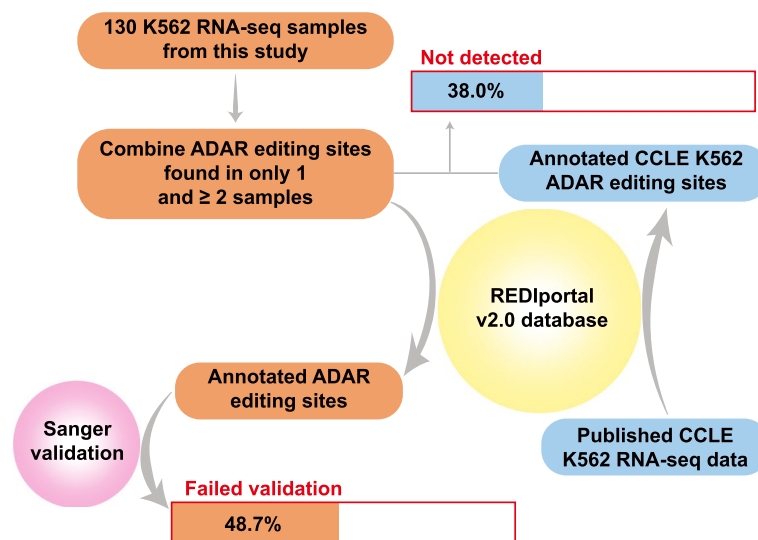 130 K562 RNA-seq samples
from this study
Not detected
38.0%
Combine ADAR editing sites
found in only 1
and ≥ 2 samples
Annotated CCLE K562
ADAR editing sites
REDIportal
v2.0 database
Annotated ADAR
editing sites
Sanger
validation
Published CCLE
K562 RNA-seq data
Failed validation
48.7%